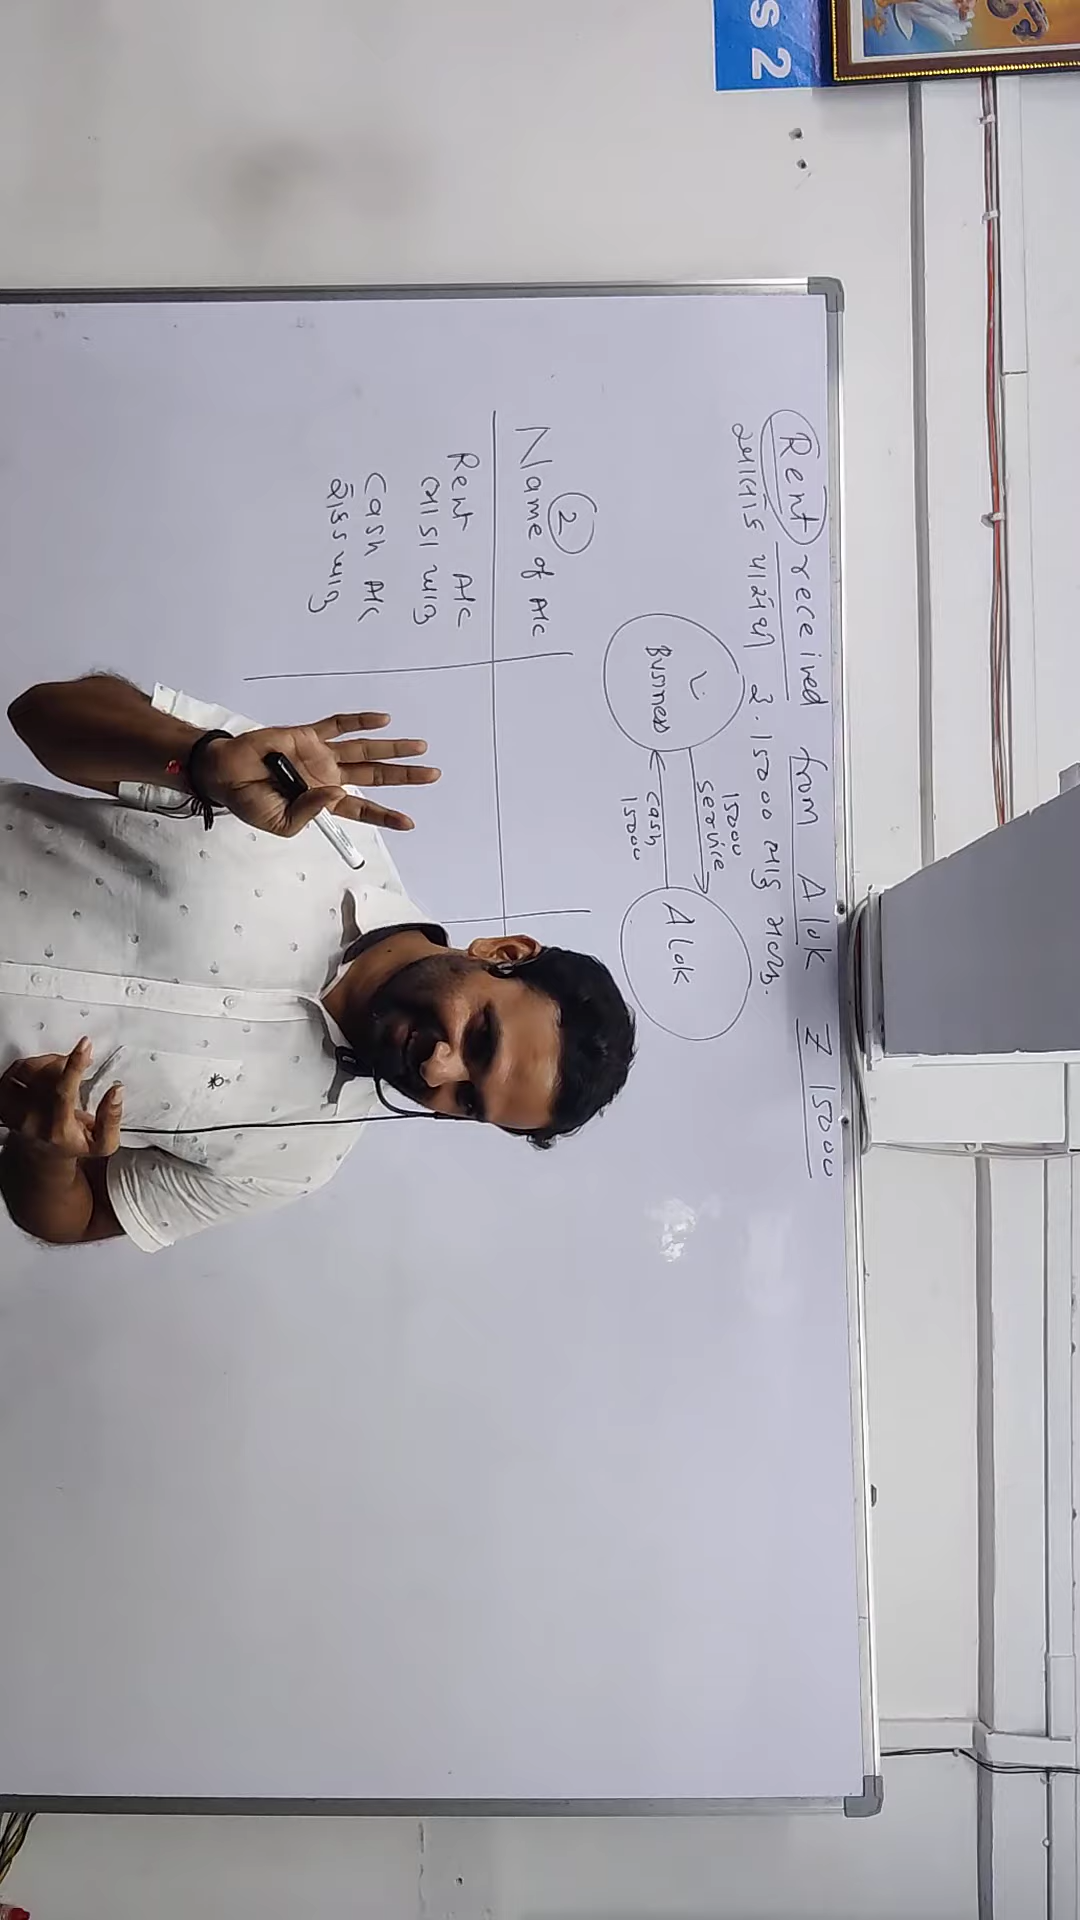 s 2
Rent received from Alok ₹ 15000
આલોક પાસેથી રૂ. 15000 ભાડું મળ્યું.
Business
15000
service
cash
15000
Alok
2
Name of A/c
Rent A/c
ભાડા ખાતુ
Cash A/c
રોકડ ખાતુ